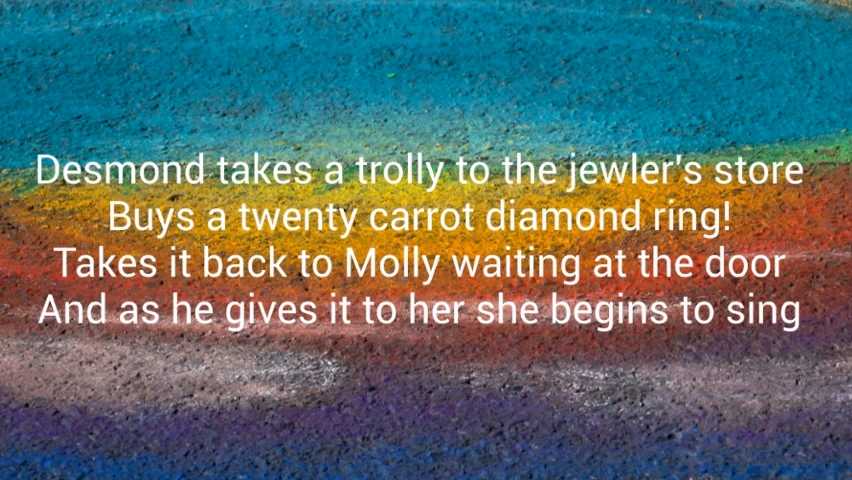 Desmond takes a trolly to the jewler's store
Buys a twenty carrot diamond ring!
Takes it back to Molly waiting at the door
And as he gives it to her she begins to sing